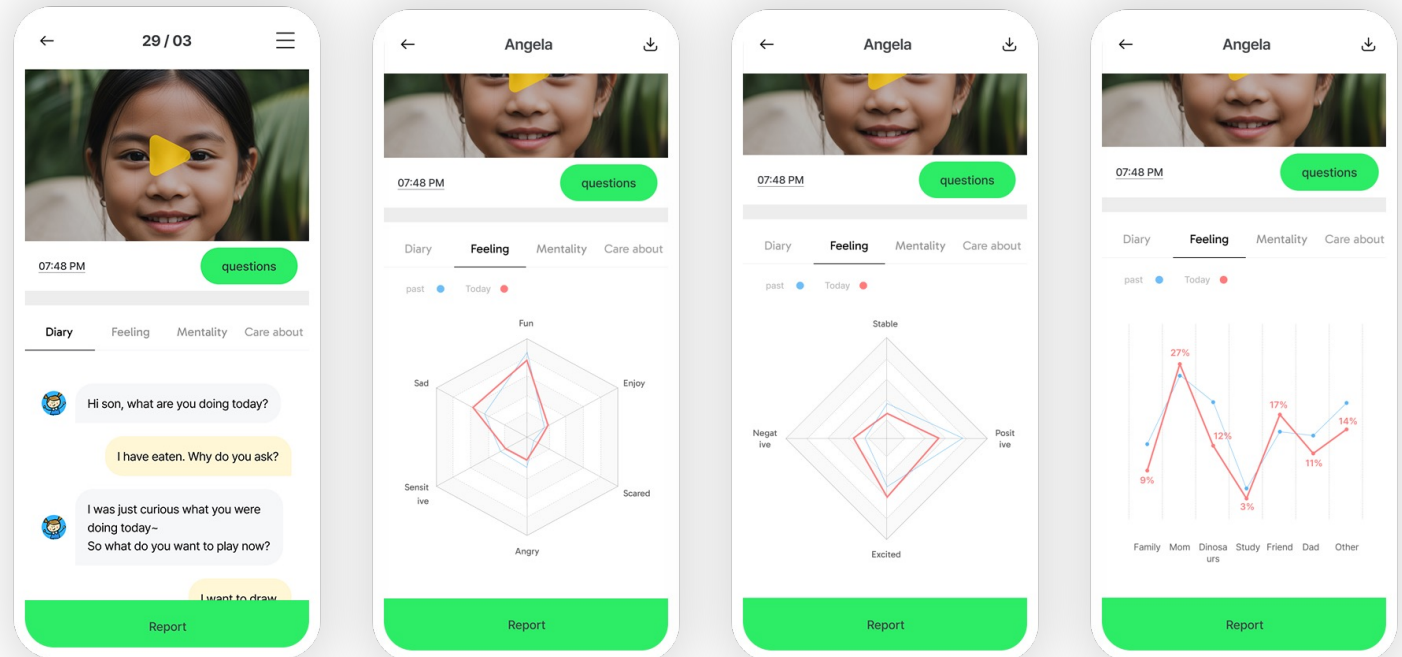 29 / 03
07:48 PM
questions
Diary
Feeling
Mentality
Care about
Hi son, what are you doing today?
I have eaten. Why do you ask?
I was just curious what you were
doing today~
So what do you want to play now?
I want to draw
Report
Angela
07:48 PM
questions
Diary
Feeling
Mentality
Care about
past
Today
Fun
Sad
Enjoy
Sensit
ive
Scared
Angry
Report
Angela
07:48 PM
questions
Diary
Feeling
Mentality
Care about
past
Today
Stable
Negat
ive
Posit
ive
Excited
Report
Angela
07:48 PM
questions
Diary
Feeling
Mentality
Care about
past
Today
27%
17%
14%
12%
11%
9%
3%
Family
Mom
Dinosa
urs
Study
Friend
Dad
Other
Report